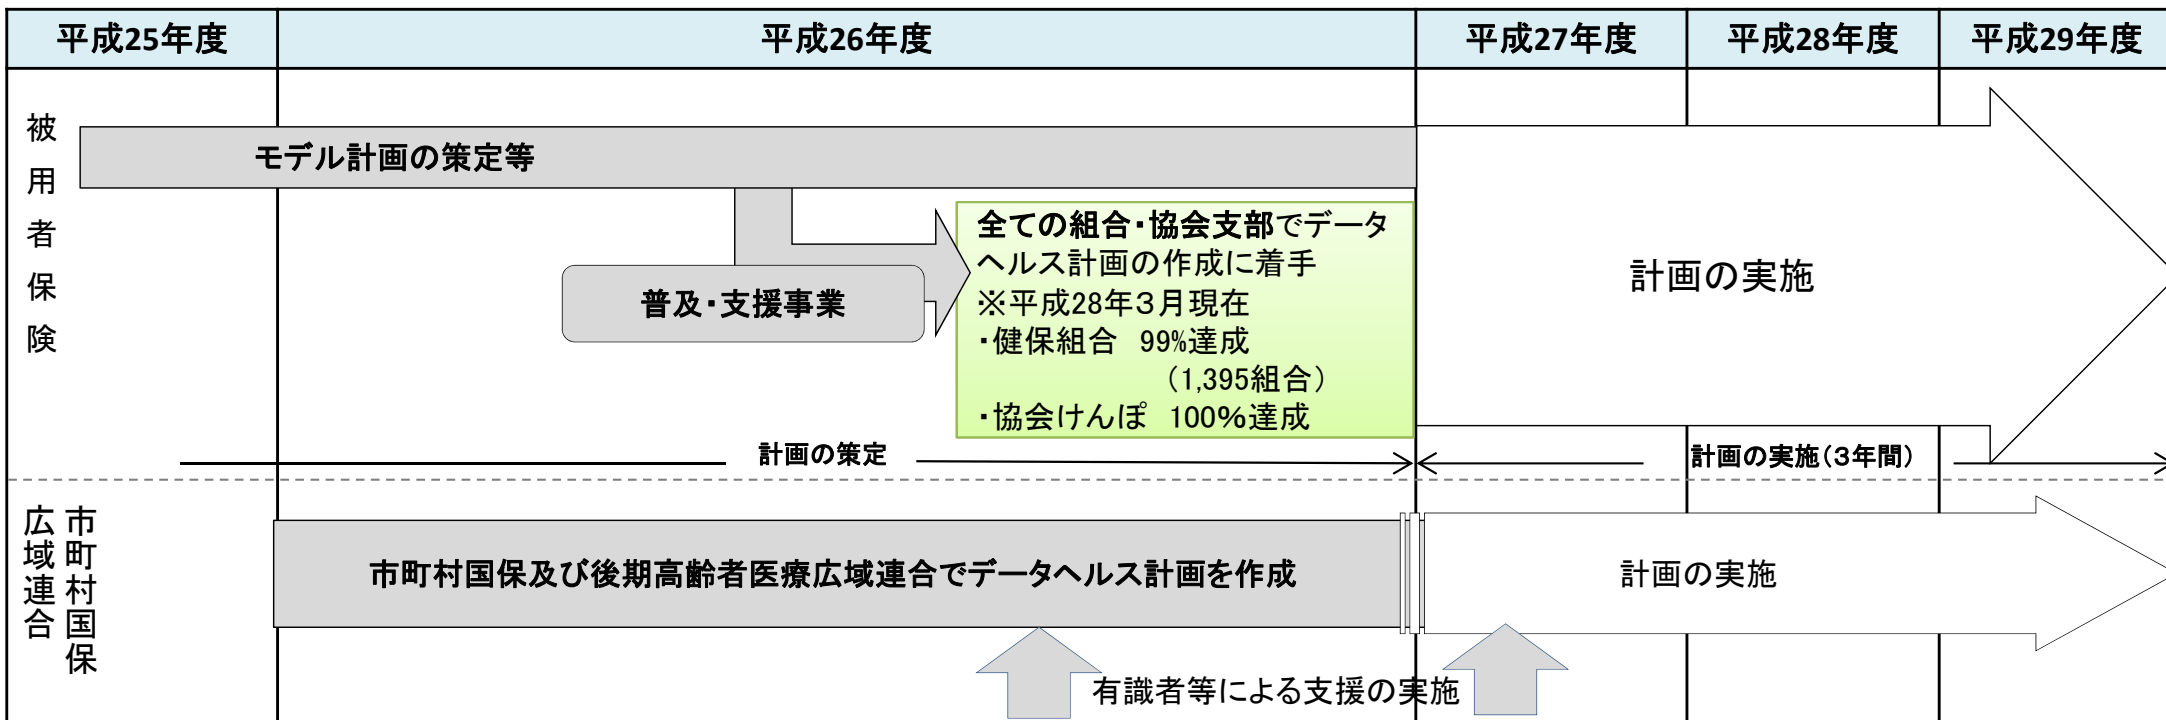 平成25年度
平成26年度
平成27年度
平成28年度
平成29年度
被用者保険
モデル計画の策定等
普及・支援事業
全ての組合・協会支部でデータ
ヘルス計画の作成に着手
※平成28年３月現在
・健保組合　99%達成
（1,395組合）
・協会けんぽ　100%達成
計画の実施
計画の策定
計画の実施（３年間）
市町村国保
広域連合
市町村国保及び後期高齢者医療広域連合でデータヘルス計画を作成
計画の実施
有識者等による支援の実施